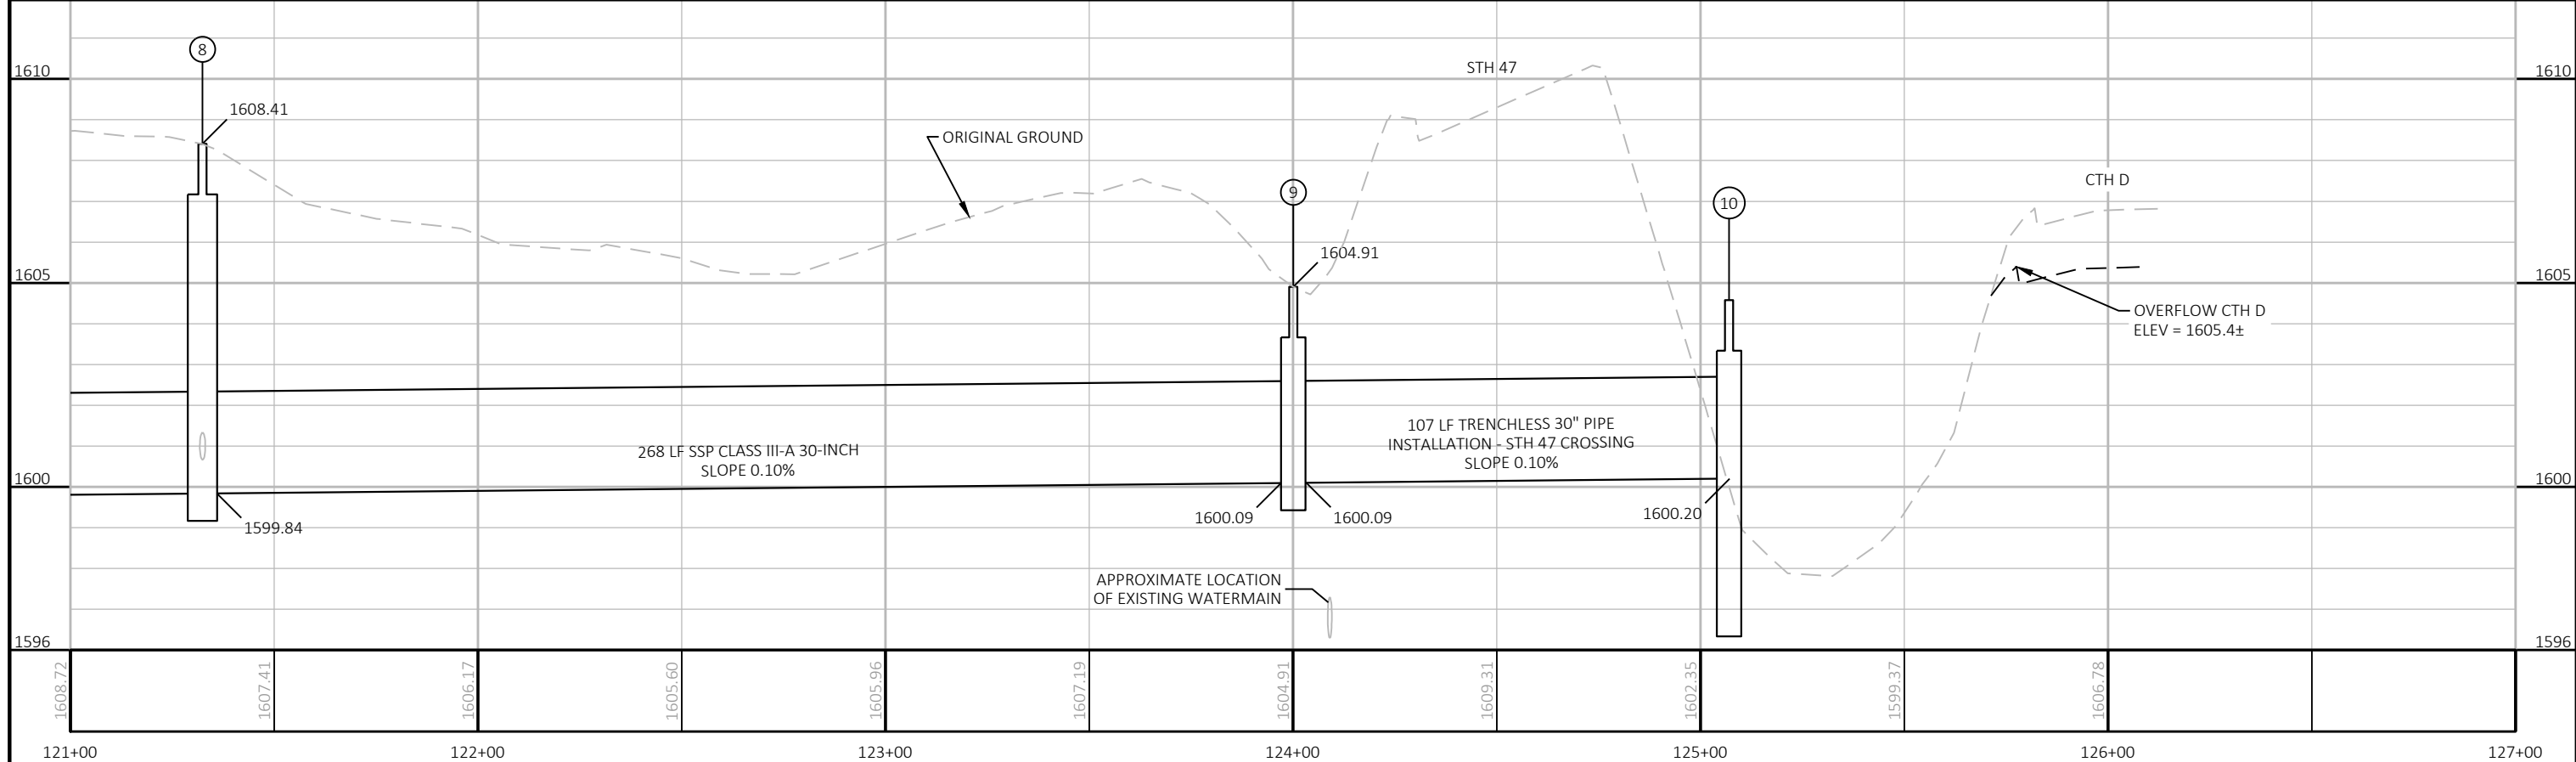 8
1610
1610
STH 47
1608.41
ORIGINAL GROUND
CTH D
9
10
1604.91
1605
1605
OVERFLOW CTH D
ELEV = 1605.4±
107 LF TRENCHLESS 30" PIPE
INSTALLATION - STH 47 CROSSING
SLOPE 0.10%
268 LF SSP CLASS III-A 30-INCH
SLOPE 0.10%
1600
1600
1599.84
1600.09
1600.09
1600.20
APPROXIMATE LOCATION
OF EXISTING WATERMAIN
1596
1596
1608.72
1607.41
1606.17
1605.60
1605.96
1607.19
1604.91
1609.31
1602.35
1599.37
1606.78
121+00
122+00
123+00
124+00
125+00
126+00
127+00